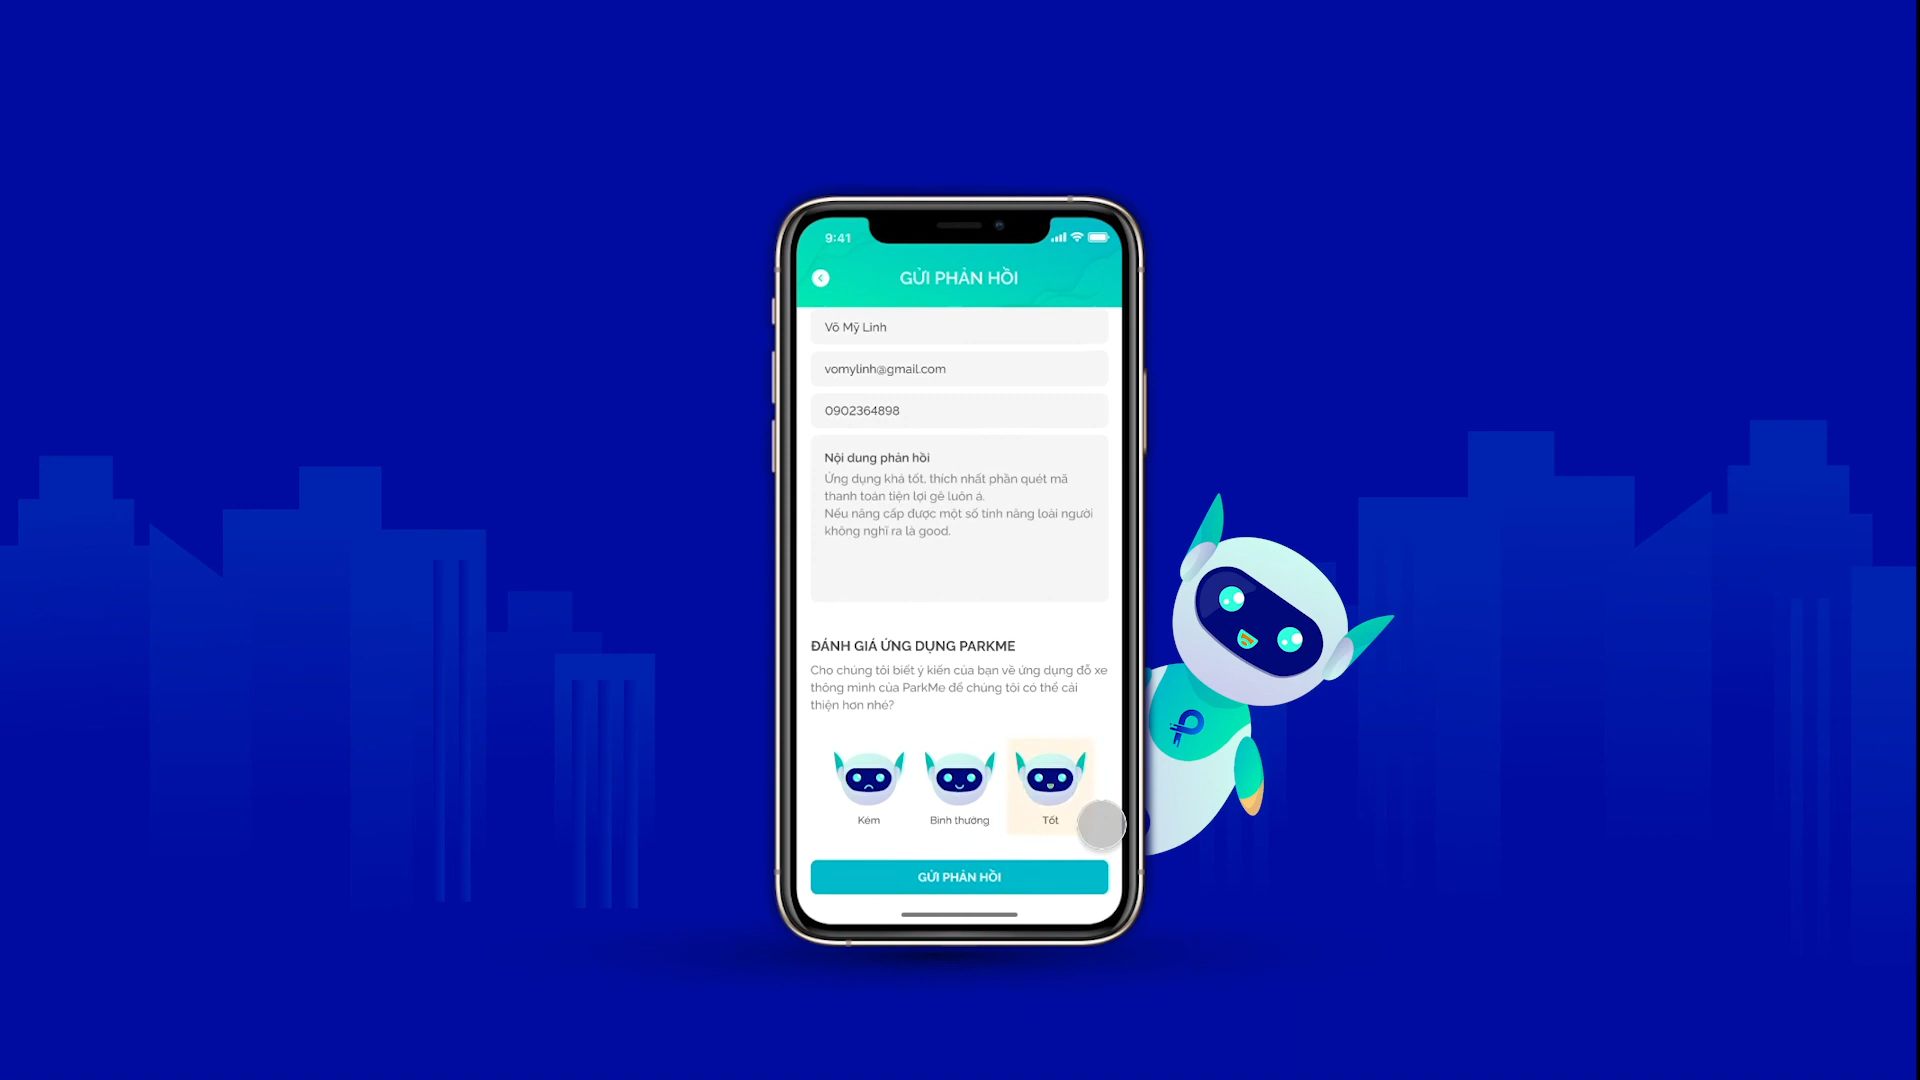 9:41
GỬI PHẢN HỒI
Võ Mỹ Linh
vomylinh@gmail.com
0902364898
Nội dung phản hồi
Ứng dụng khá tốt, thích nhất phần quét mã
thanh toán tiện lợi gê luôn á.
Nếu nâng cấp được một số tính năng loài người
không nghĩ ra là good.
ĐÁNH GIÁ ỨNG DỤNG PARKME
Cho chúng tôi biết ý kiến của bạn về ứng dụng đỗ xe
thông minh của ParkMe để chúng tôi có thể cải
thiện hơn nhé?
Kém
Bình thường
Tốt
GỬI PHẢN HỒI